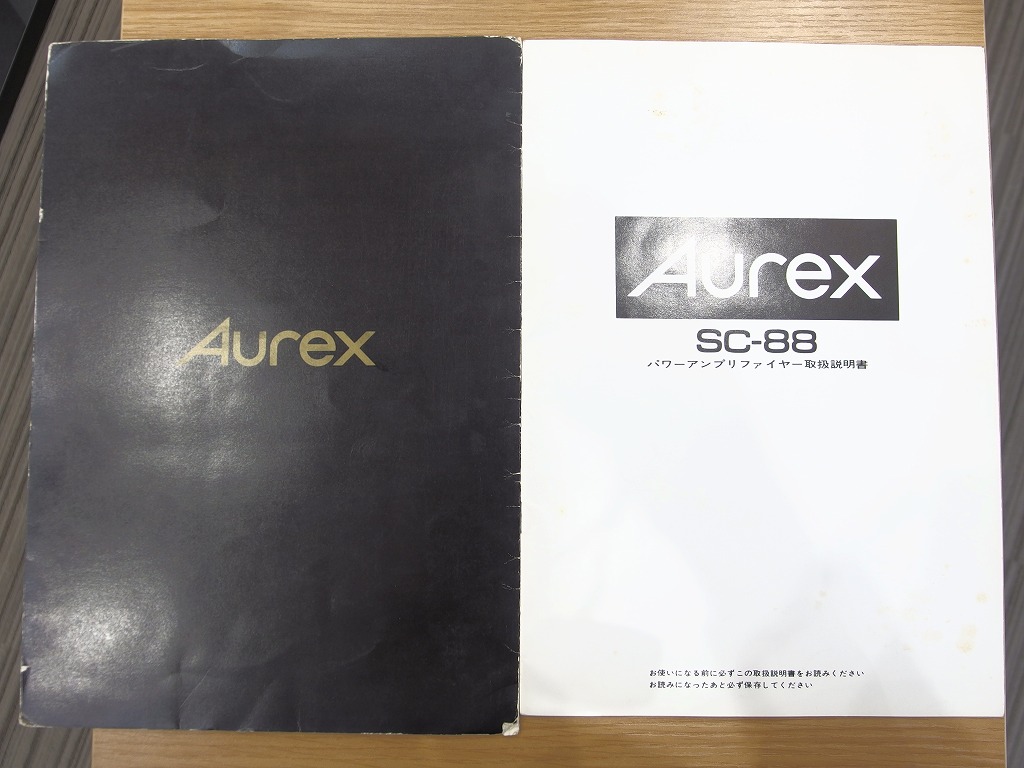 Aurex
Aurex
SC-88
パワーアンプリファイヤー取扱説明書
お使いになる前に必ずこの取扱説明書をお読みください
お読みになったあと必ず保存してください